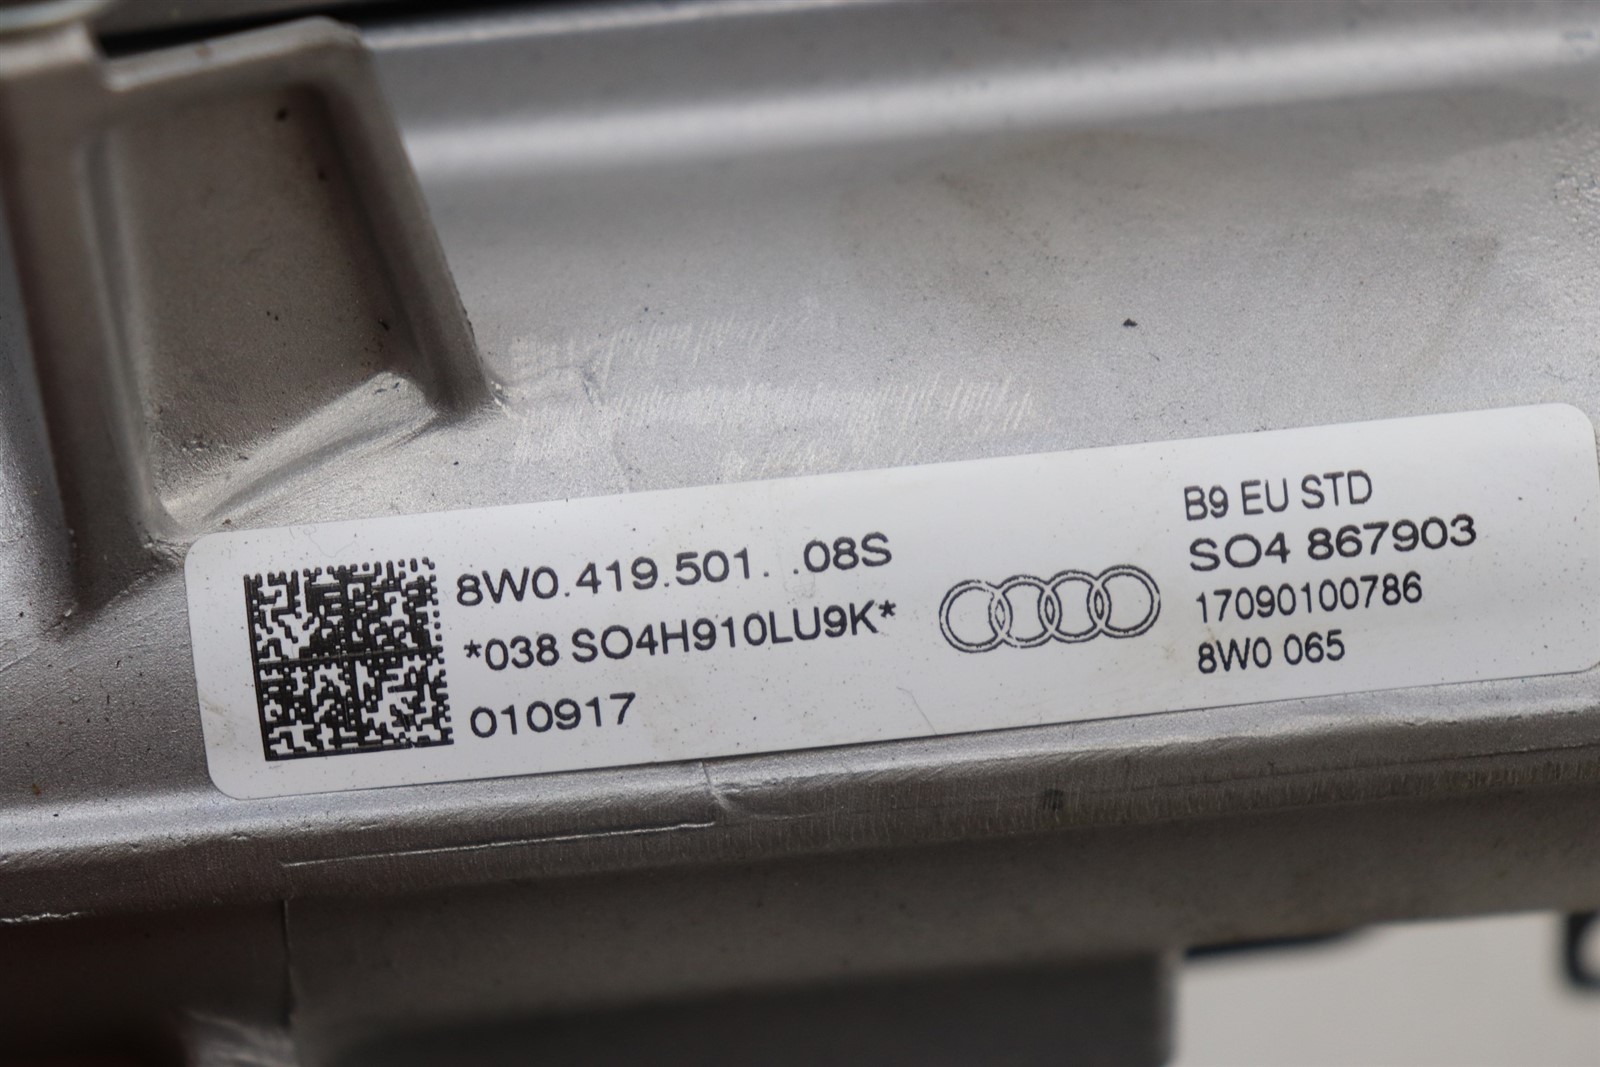 8W0.419.501. .08S
*038 SO4H910LU9K*
010917
B9 EU STD
SO4 867903
17090100786
8W0 065